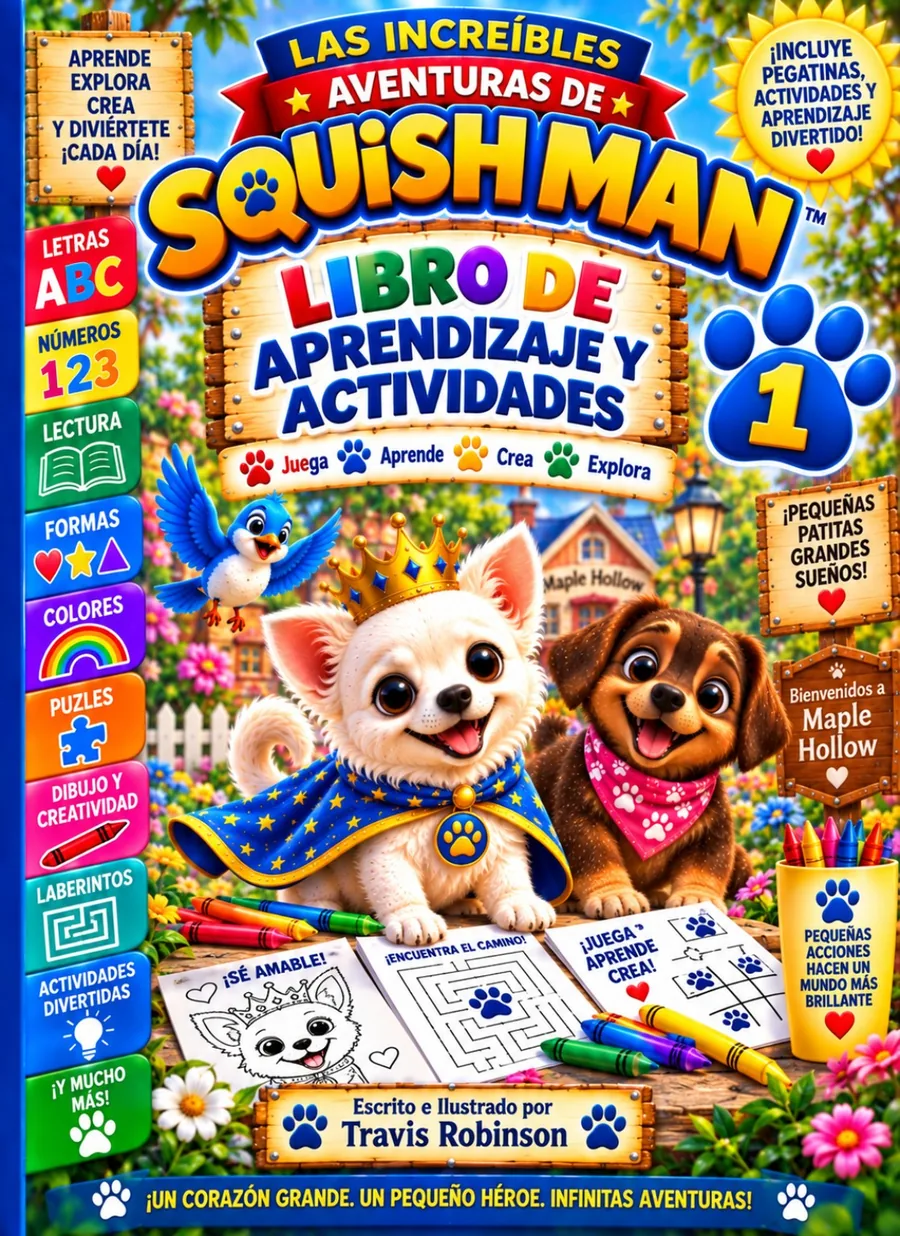 APRENDE
EXPLORA
CREA
Y DIVIÉRTETE
¡CADA DÍA!
LAS INCREÍBLES
AVENTURAS DE
SQUiSH MAN™
¡INCLUYE
PEGATINAS,
ACTIVIDADES Y
APRENDIZAJE
DIVERTIDO!
LIBRO DE
APRENDIZAJE Y
ACTIVIDADES
Juega Aprende Crea Explora
1
LETRAS
ABC
NÚMEROS
123
LECTURA
FORMAS
COLORES
PUZLES
DIBUJO Y
CREATIVIDAD
LABERINTOS
ACTIVIDADES
DIVERTIDAS
¡Y MUCHO
MÁS!
Maple Hollow
¡PEQUEÑAS
PATITAS
GRANDES
SUEÑOS!
Bienvenidos a
Maple
Hollow
¡SÉ AMABLE!
¡ENCUENTRA EL CAMINO!
¡JUEGA
APRENDE
CREA!
PEQUEÑAS
ACCIONES
HACEN UN
MUNDO MÁS
BRILLANTE
Escrito e Ilustrado por
Travis Robinson
¡UN CORAZÓN GRANDE. UN PEQUEÑO HÉROE. INFINITAS AVENTURAS!